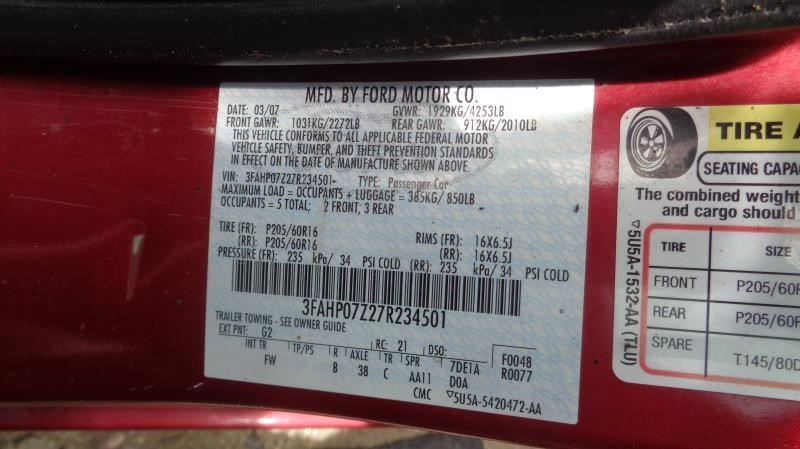 MFD. BY FORD MOTOR CO.
DATE: 03/07 GVWR: 1929KG/4253LB
FRONT GAWR: 1031KG/2272LB REAR GAWR: 912KG/2010LB
THIS VEHICLE CONFORMS TO ALL APPLICABLE FEDERAL MOTOR
VEHICLE SAFETY, BUMPER, AND THEFT PREVENTION STANDARDS
IN EFFECT ON THE DATE OF MANUFACTURE SHOWN ABOVE.
VIN: 3FAHP07Z27R234501 TYPE: Passenger Car
MAXIMUM LOAD = OCCUPANTS + LUGGAGE = 385KG/ 850LB
OCCUPANTS = 5 TOTAL; 2 FRONT, 3 REAR
TIRE (FR): P205/60R16 RIMS (FR): 16X6.5J
(RR): P205/60R16 (RR): 16X6.5J
PRESSURE (FR): 235 kPa/ 34 PSI COLD (RR): 235 kPa/ 34 PSI COLD
3FAHP07Z27R234501
TRAILER TOWING - SEE OWNER GUIDE
EXT PNT: G2 RC: 21 DSO: F0048
INT TR TP/PS R AXLE TR SPR 7DE1A R0077
FW B 38 C AA11 D0A
CMC ▽5U5A-5420472-AA
TIRE A
SEATING CAPA
The combined weight
and cargo should
TIRE SIZE
FRONT P205/60R
REAR P205/60
SPARE T145/80D
▽5U5A-1532-AA (TLU)